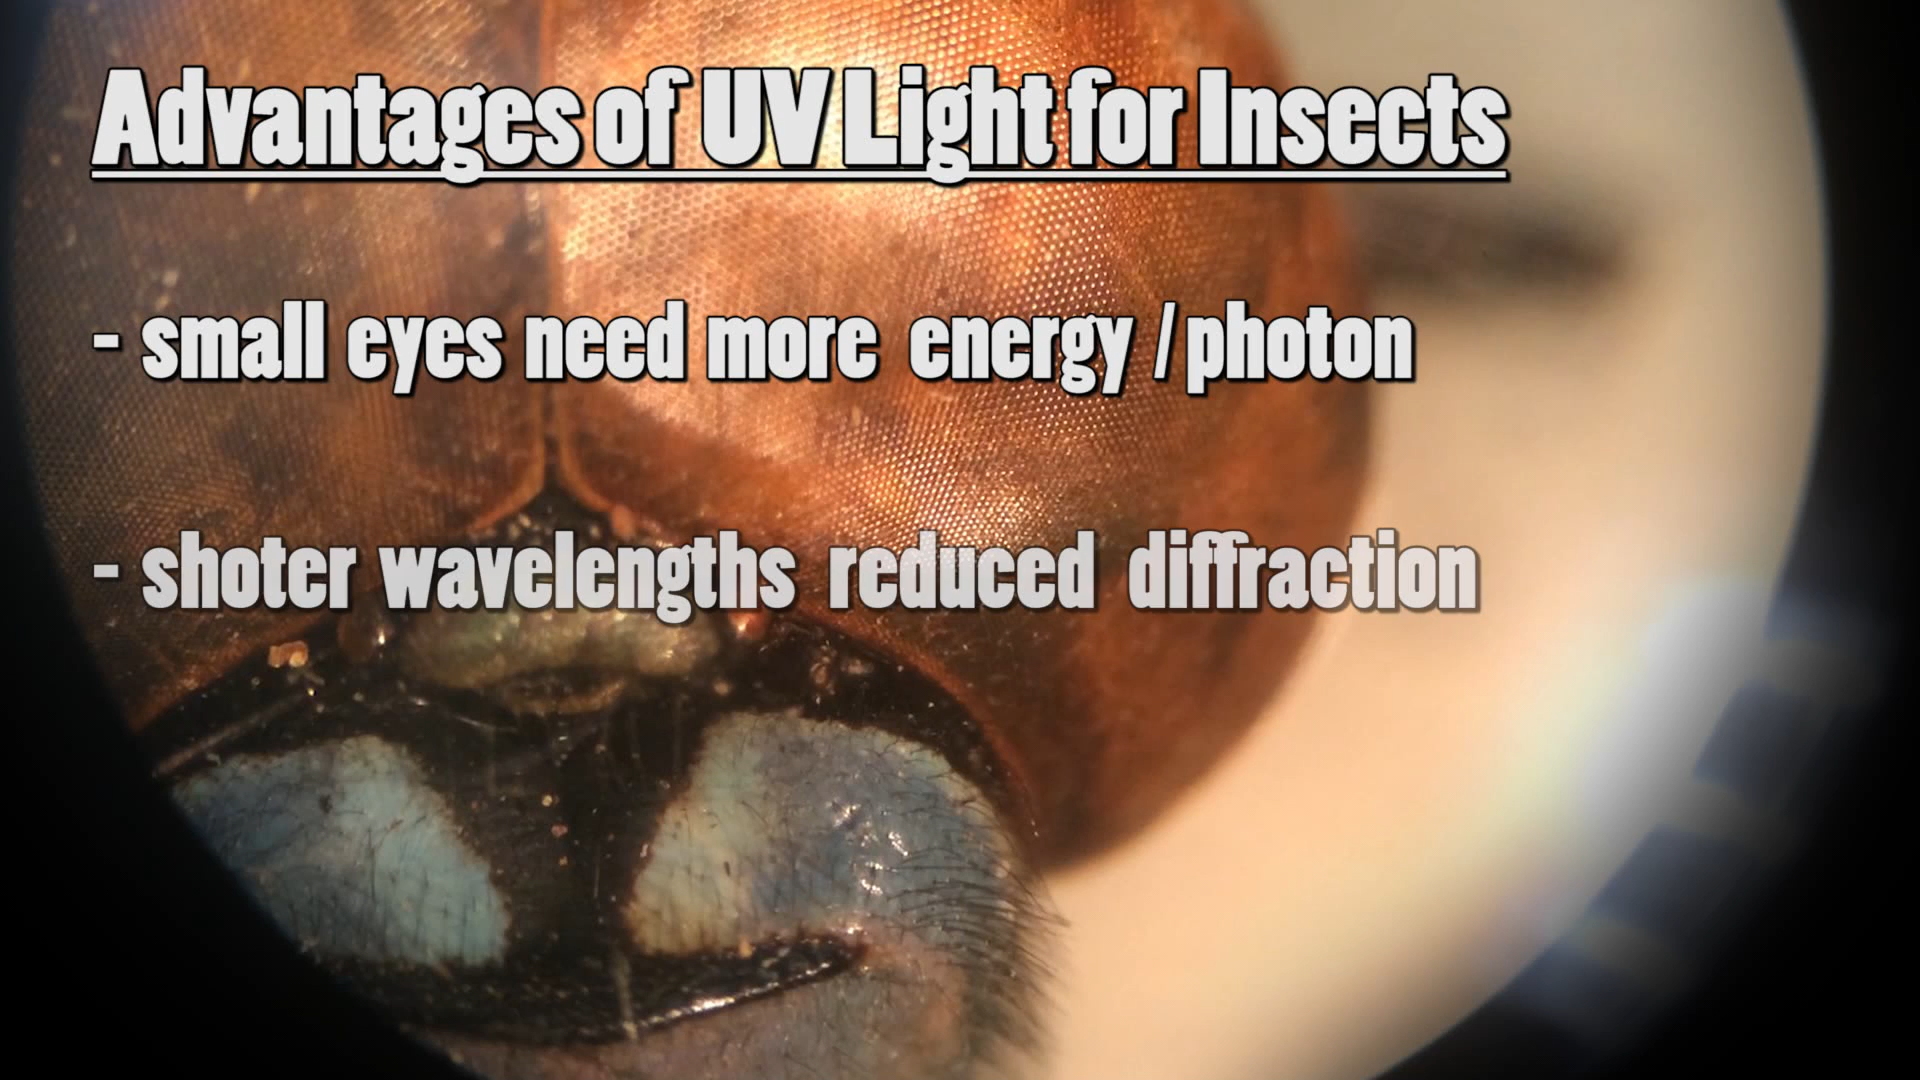 Advantages of UV Light for Insects
- small eyes need more energy / photon
- shoter wavelengths reduced diffraction